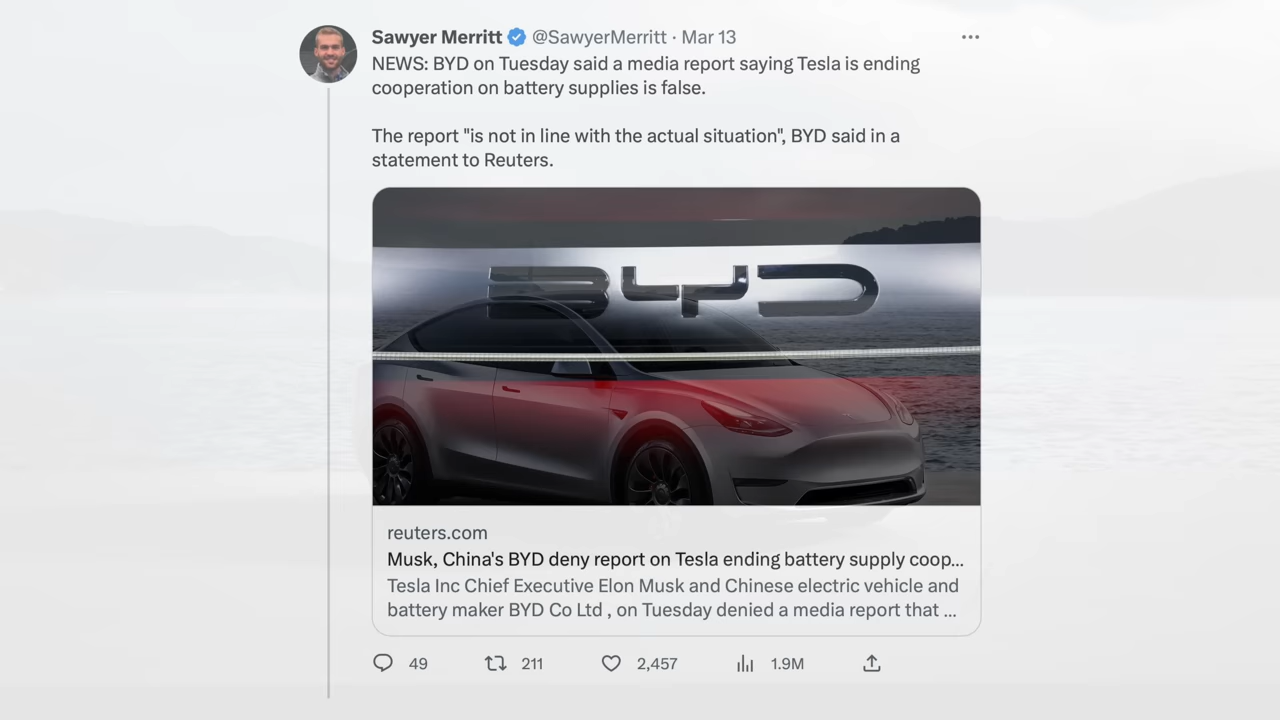 Sawyer Merritt @SawyerMerritt · Mar 13
NEWS: BYD on Tuesday said a media report saying Tesla is ending
cooperation on battery supplies is false.
The report "is not in line with the actual situation", BYD said in a
statement to Reuters.
BYD
reuters.com
Musk, China's BYD deny report on Tesla ending battery supply coop...
Tesla Inc Chief Executive Elon Musk and Chinese electric vehicle and
battery maker BYD Co Ltd , on Tuesday denied a media report that ...
49 211 2,457 1.9M